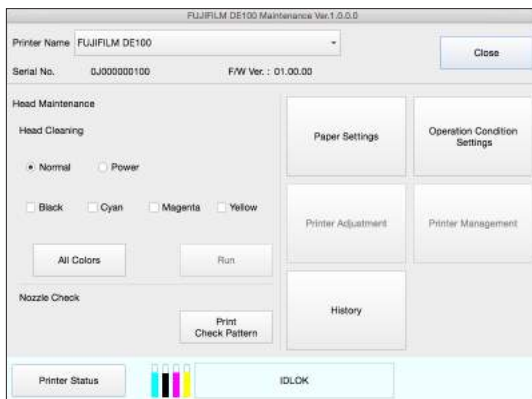 FUJIFILM DE100 Maintenance Ver.1.0.0.0
Printer Name FUJIFILM DE100
Close
Serial No. 0J000000100 F/W Ver. : 01.00.00
Head Maintenance
Head Cleaning
Normal Power
Black Cyan Magenta Yellow
All Colors Run
Nozzle Check
Print
Check Pattern
Paper Settings
Operation Condition
Settings
Printer Adjustment
Printer Management
History
Printer Status
IDLOK